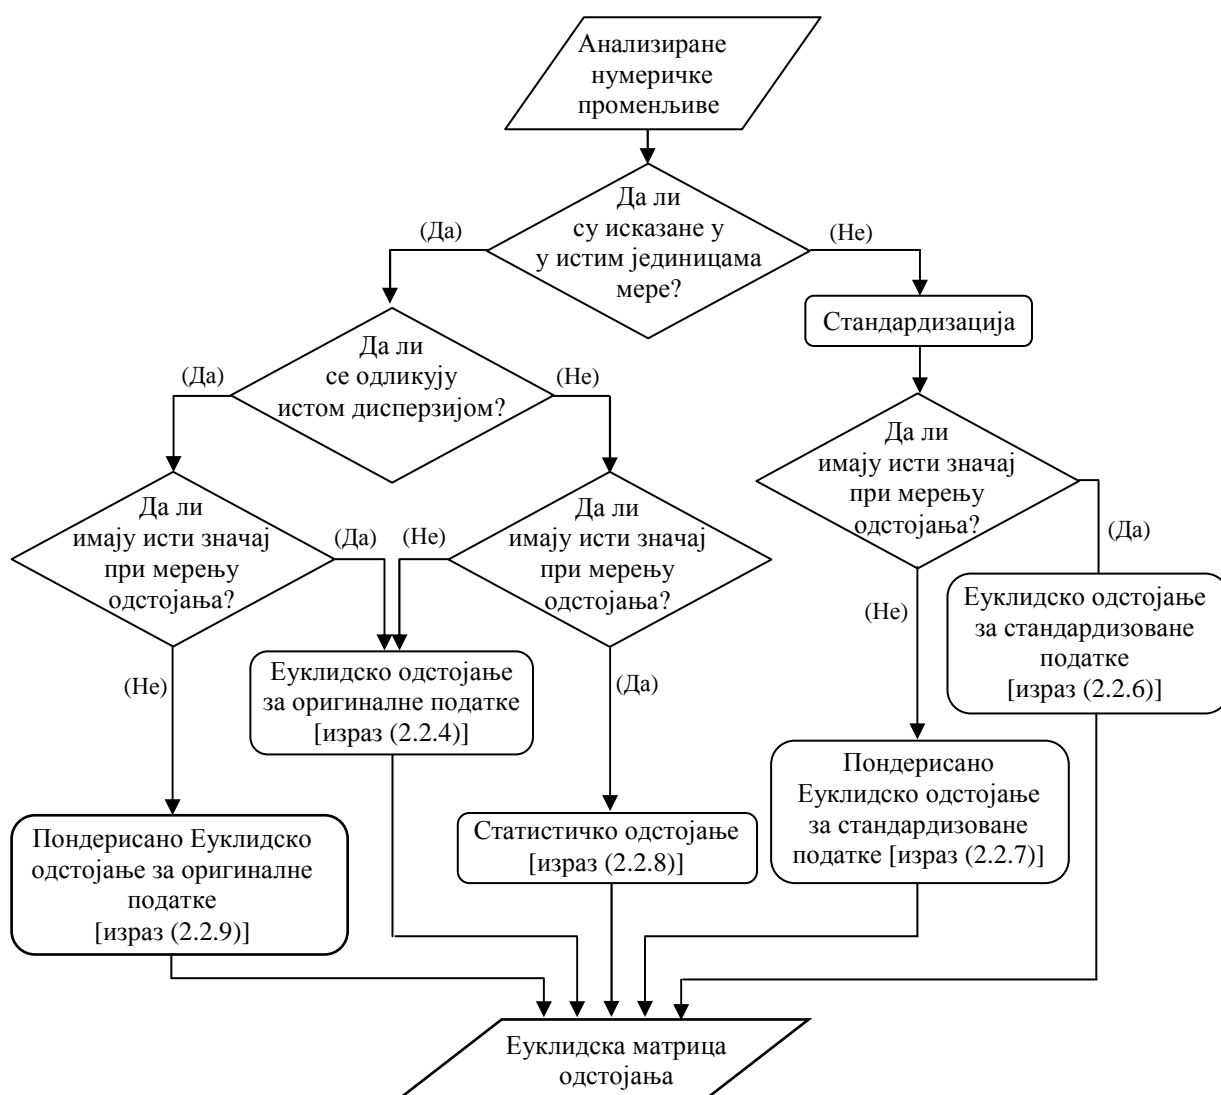 Анализиране
нумеричке
променљиве
Да ли
су исказане у
у истим јединицама
мере?
(Да)
(Не)
Стандардизација
Да ли
се одликују
истом дисперзијом?
(Да)
(Не)
Да ли
имају исти значај
при мерењу
одстојања?
Да ли
имају исти значај
при мерењу
одстојања?
(Да)
(Не)
Да ли
имају исти значај
при мерењу
одстојања?
(Да)
(Не)
(Не)
(Да)
Еуклидско одстојање
за оригиналне податке
[израз (2.2.4)]
Еуклидско одстојање
за стандардизоване
податке
[израз (2.2.6)]
Пондерисано
Еуклидско одстојање
за стандардизоване
податке [израз (2.2.7)]
Пондерисано Еуклидско
одстојање за оригиналне
податке
[израз (2.2.9)]
Статистичко одстојање
[израз (2.2.8)]
Еуклидска матрица
одстојања